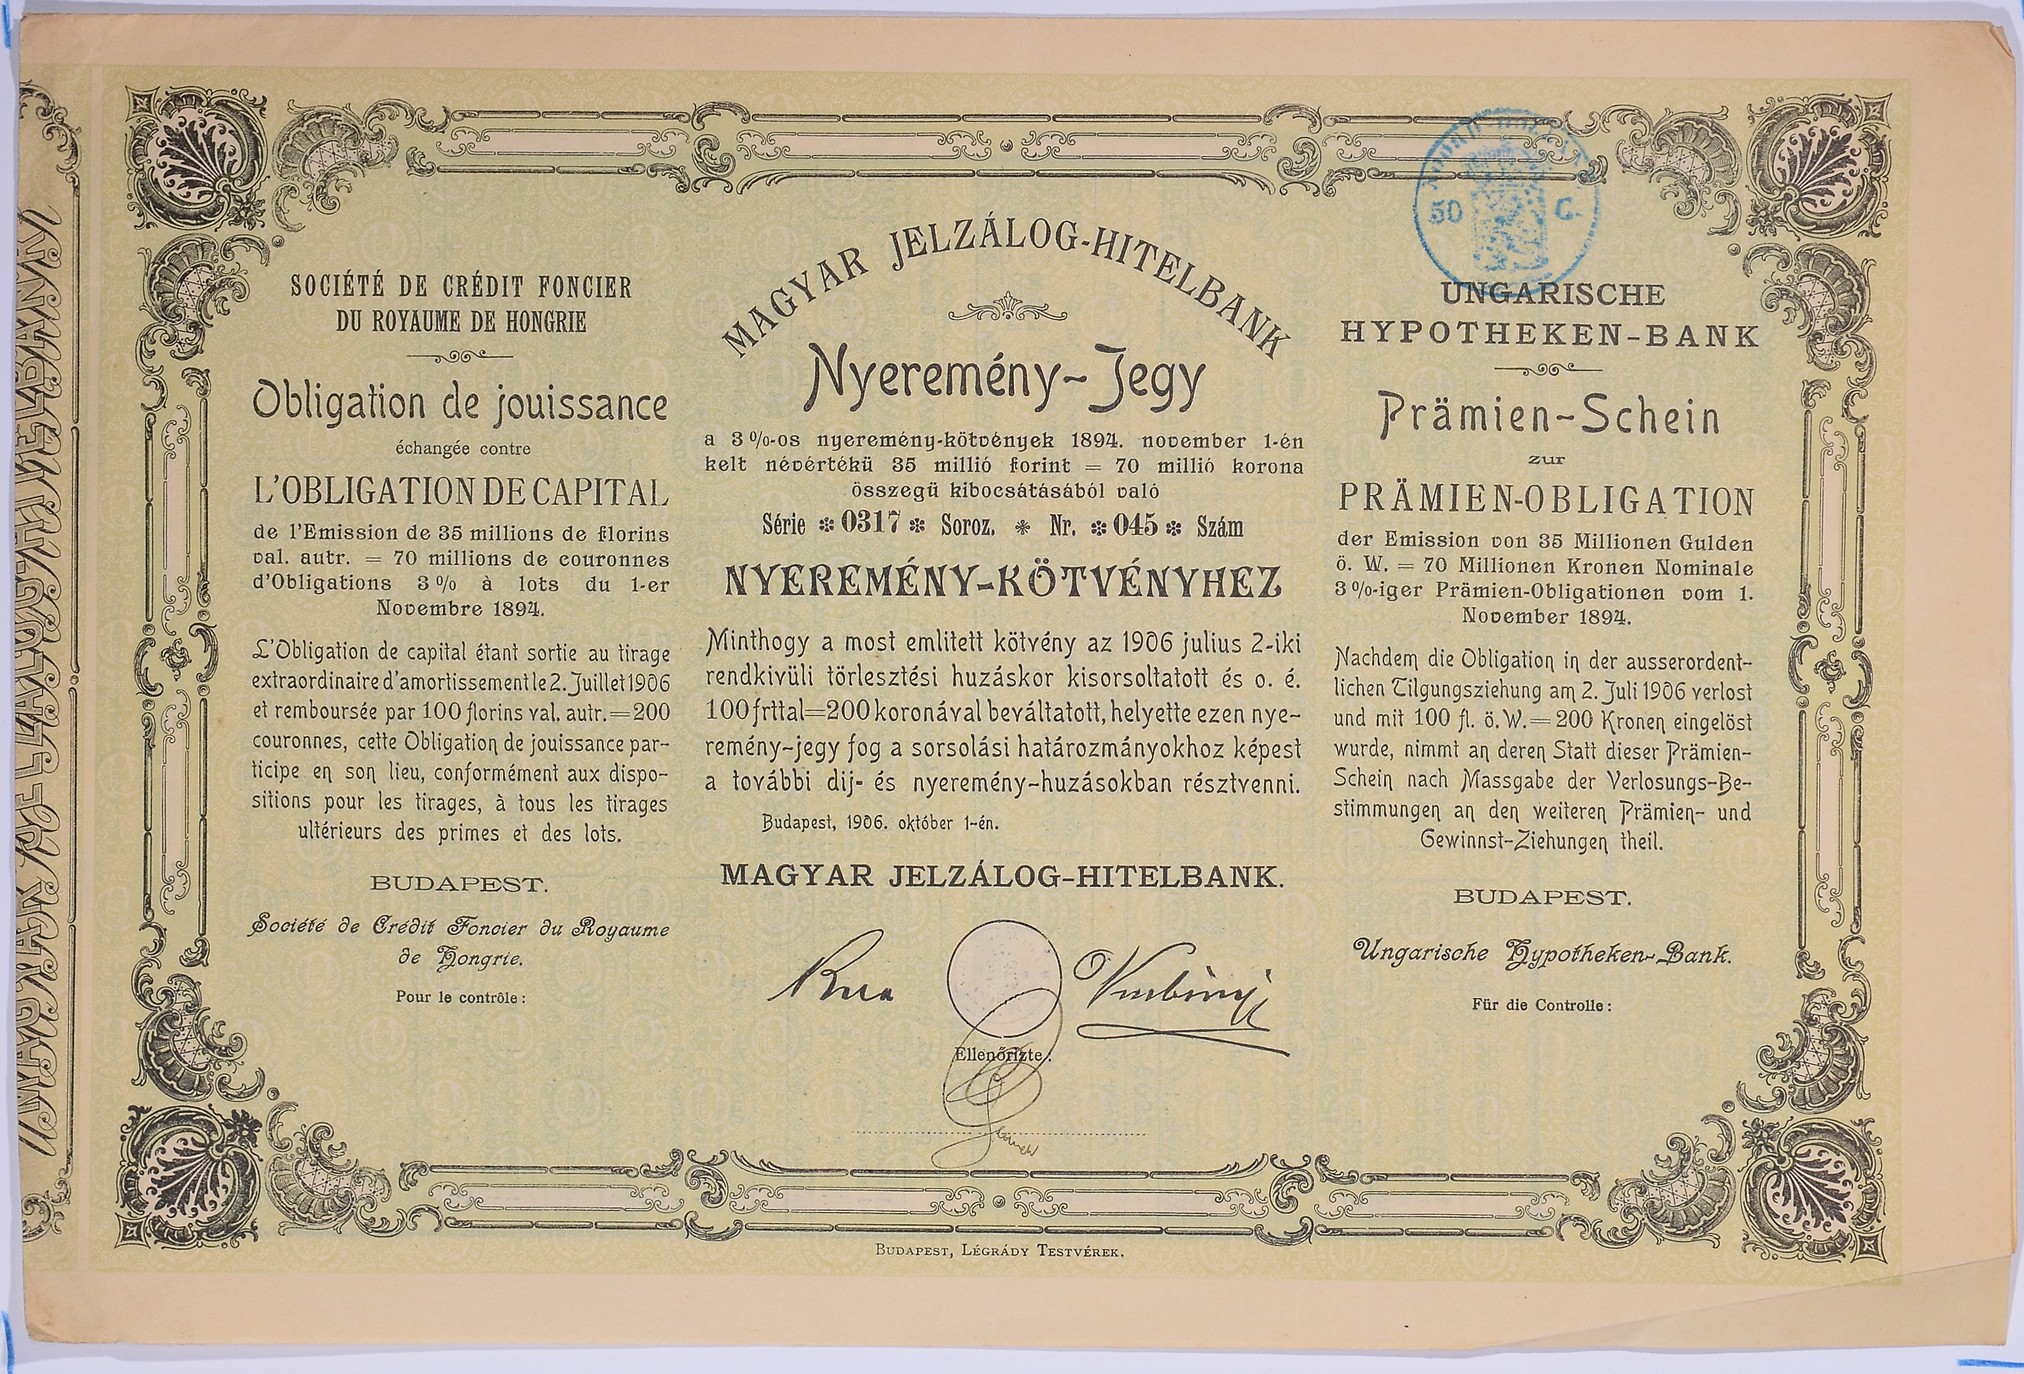 SOCIÉTÉ DE CRÉDIT FONCIER
DU ROYAUME DE HONGRIE
Obligation de jouissance
échangée contre
L'OBLIGATION DE CAPITAL
de l'Emission de 35 millions de florins
val. autr. = 70 millions de couronnes
d'Obligations 3% à lots du 1-er
Novembre 1894.
L'Obligation de capital étant sortie au tirage
extraordinaire d'amortissement le 2. Juillet 1906
et remboursée par 100 florins val. autr. = 200
couronnes, cette Obligation de jouissance par-
ticipe en son lieu, conformément aux dispo-
sitions pour les tirages, à tous les tirages
ultérieurs des primes et des lots.
BUDAPEST.
Société de Crédit Foncier du Royaume
de Hongrie.
Pour le contrôle:
MAGYAR JELZÁLOG-HITELBANK
Nyeremény-Jegy
a 3%-os nyeremény-kötvények 1894. november 1-én
kelt névértékü 35 millió forint = 70 millió korona
összegü kibocsátásából való
Série * 0317 * Soroz. * Nr. * 045 * Szám
NYEREMÉNY-KÖTVÉNYHEZ
Minthogy a most emlitett kötvény az 1906 julius 2-iki
rendkivüli törlesztési huzáskor kisorsoltatott és o. é.
100 frttal = 200 koronával beváltatott, helyette ezen nye-
remény-jegy fog a sorsolási határozmányokhoz képest
a további dij- és nyeremény-huzásokban résztvenni.
Budapest, 1906. október 1-én.
MAGYAR JELZÁLOG-HITELBANK.
Ellenőrizte:
50 C.
UNGARISCHE
HYPOTHEKEN-BANK
Prämien-Schein
zur
PRÄMIEN-OBLIGATION
der Emission von 35 Millionen Gulden
ö. W. = 70 Millionen Kronen Nominale
3%-iger Prämien-Obligationen vom 1.
November 1894.
Nachdem die Obligation in der ausserordent-
lichen Tilgungsziehung am 2. Juli 1906 verlost
und mit 100 fl. ö. W. = 200 Kronen eingelöst
wurde, nimmt an deren Statt dieser Prämien-
Schein nach Massgabe der Verlosungs-Be-
stimmungen an den weiteren Prämien- und
Gewinnst-Ziehungen theil.
BUDAPEST.
Ungarische Hypotheken-Bank.
Für die Controlle:
BUDAPEST, LÉGRÁDY TESTVÉREK.